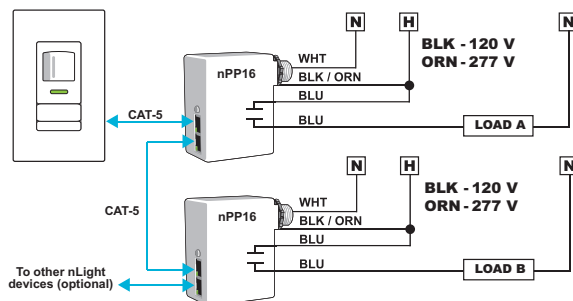 N
H
N
BLK - 120 V
ORN - 277 V
WHT
nPP16
BLK / ORN
BLU
CAT-5
BLU
LOAD A
N
H
N
BLK - 120 V
ORN - 277 V
CAT-5
WHT
nPP16
BLK / ORN
BLU
BLU
LOAD B
To other nLight
devices (optional)